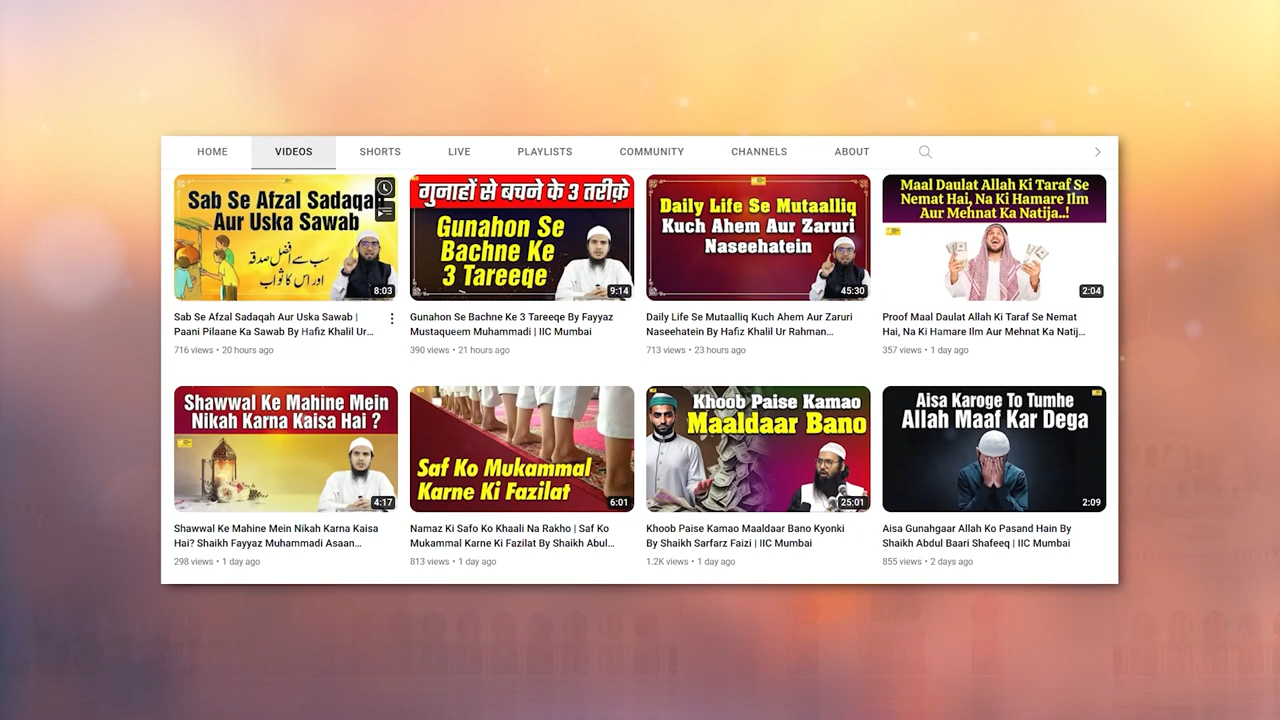 HOME VIDEOS SHORTS LIVE PLAYLISTS COMMUNITY CHANNELS ABOUT
Sab Se Afzal Sadaqah
Aur Uska Sawab
سب سے افضل صدقہ
اور اس کا ثواب
8:03
Sab Se Afzal Sadaqah Aur Uska Sawab |
Paani Pilaane Ka Sawab By Hafiz Khalil Ur...
716 views • 20 hours ago
गुनाहों से बचने के 3 तरीक़े
Gunahon Se
Bachne Ke
3 Tareeqe
9:14
Gunahon Se Bachne Ke 3 Tareeqe By Fayyaz
Mustaqueem Muhammadi | IIC Mumbai
390 views • 21 hours ago
Daily Life Se Mutaalliq
Kuch Ahem Aur Zaruri
Naseehatein
45:30
Daily Life Se Mutaalliq Kuch Ahem Aur Zaruri
Naseehatein By Hafiz Khalil Ur Rahman...
713 views • 23 hours ago
Maal Daulat Allah Ki Taraf Se
Nemat Hai, Na Ki Hamare Ilm
Aur Mehnat Ka Natija..!
2:04
Proof Maal Daulat Allah Ki Taraf Se Nemat
Hai, Na Ki Hamare Ilm Aur Mehnat Ka Natij...
357 views • 1 day ago
Shawwal Ke Mahine Mein
Nikah Karna Kaisa Hai ?
4:17
Shawwal Ke Mahine Mein Nikah Karna Kaisa
Hai? Shaikh Fayyaz Muhammadi Asaan...
298 views • 1 day ago
Saf Ko Mukammal
Karne Ki Fazilat
6:01
Namaz Ki Safo Ko Khaali Na Rakho | Saf Ko
Mukammal Karne Ki Fazilat By Shaikh Abul...
813 views • 1 day ago
Khoob Paise Kamao
Maaldaar Bano
25:01
Khoob Paise Kamao Maaldaar Bano Kyonki
By Shaikh Sarfarz Faizi | IIC Mumbai
1.2K views • 1 day ago
Aisa Karoge To Tumhe
Allah Maaf Kar Dega
2:09
Aisa Gunahgaar Allah Ko Pasand Hain By
Shaikh Abdul Baari Shafeeq | IIC Mumbai
855 views • 2 days ago